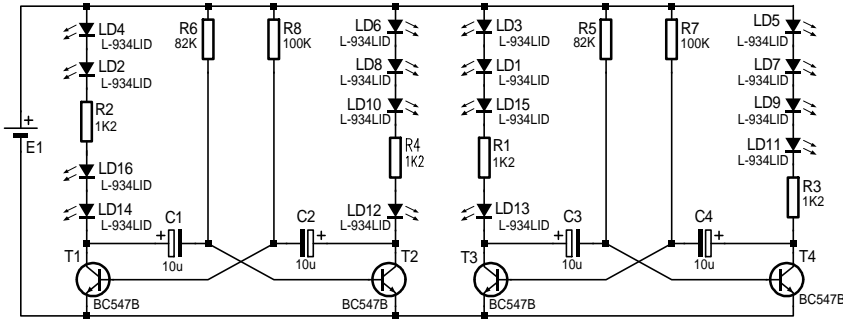 LD4
L-934LID
LD2
L-934LID
R2
1K2
LD16
L-934LID
LD14
L-934LID
R6
82K
R8
100K
LD6
L-934LID
LD8
L-934LID
LD10
L-934LID
R4
1K2
LD12
L-934LID
LD3
L-934LID
LD1
L-934LID
LD15
L-934LID
R1
1K2
LD13
L-934LID
R5
82K
R7
100K
LD5
L-934LID
LD7
L-934LID
LD9
L-934LID
LD11
L-934LID
R3
1K2
+
E1
C1
+
10u
C2
+
10u
C3
+
10u
C4
+
10u
T1
BC547B
T2
BC547B
T3
BC547B
T4
BC547B